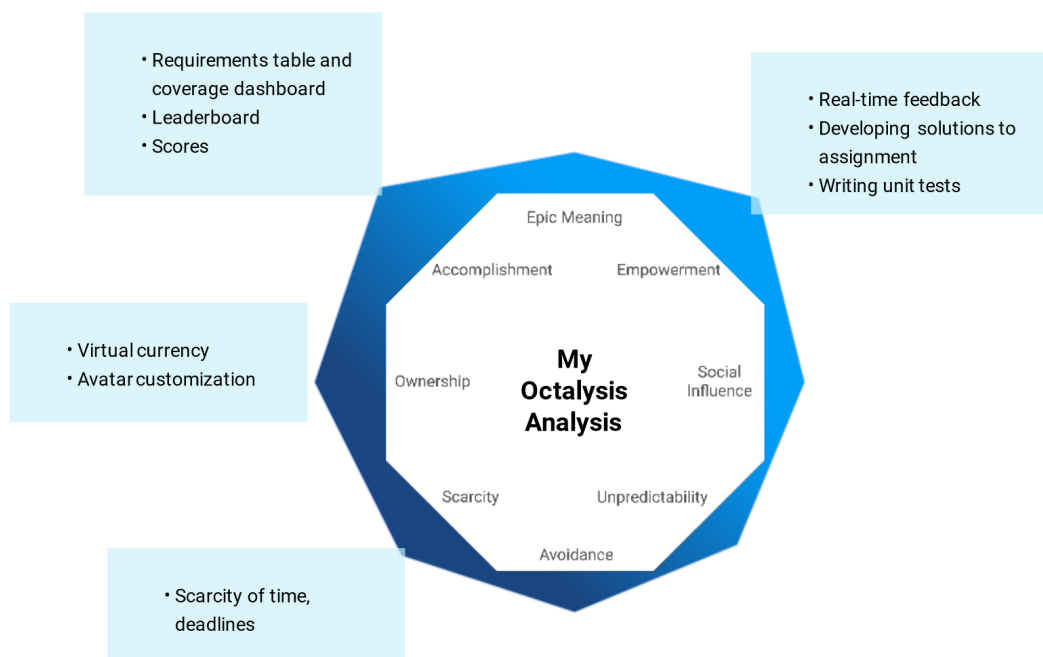 • Requirements table and
coverage dashboard
• Leaderboard
• Scores
• Real-time feedback
• Developing solutions to
assignment
• Writing unit tests
Epic Meaning
Accomplishment
Empowerment
• Virtual currency
• Avatar customization
Ownership
My
Octalysis
Analysis
Social
Influence
Scarcity
Unpredictability
Avoidance
• Scarcity of time,
deadlines